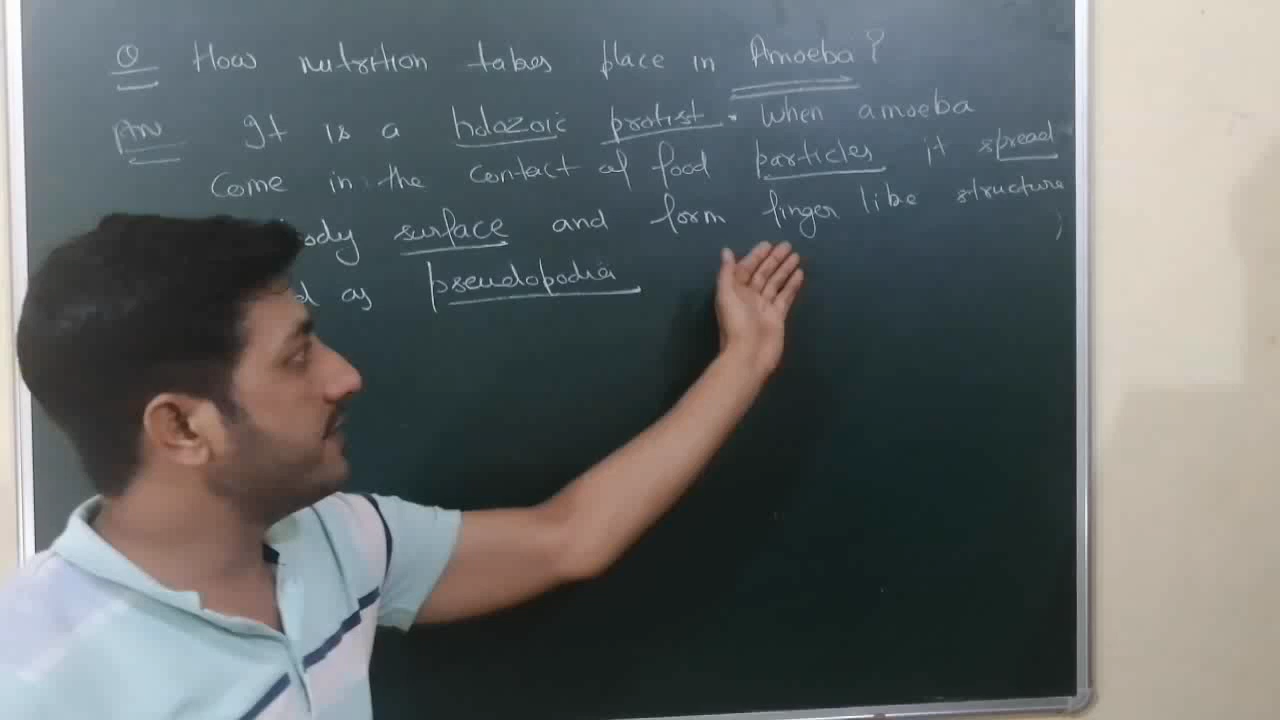 Q How nutrition takes place in Amoeba?
Ans It is a holozoic protist. When amoeba
Come in the contact of food particles it spread
body surface and form finger like structure
as pseudopodia